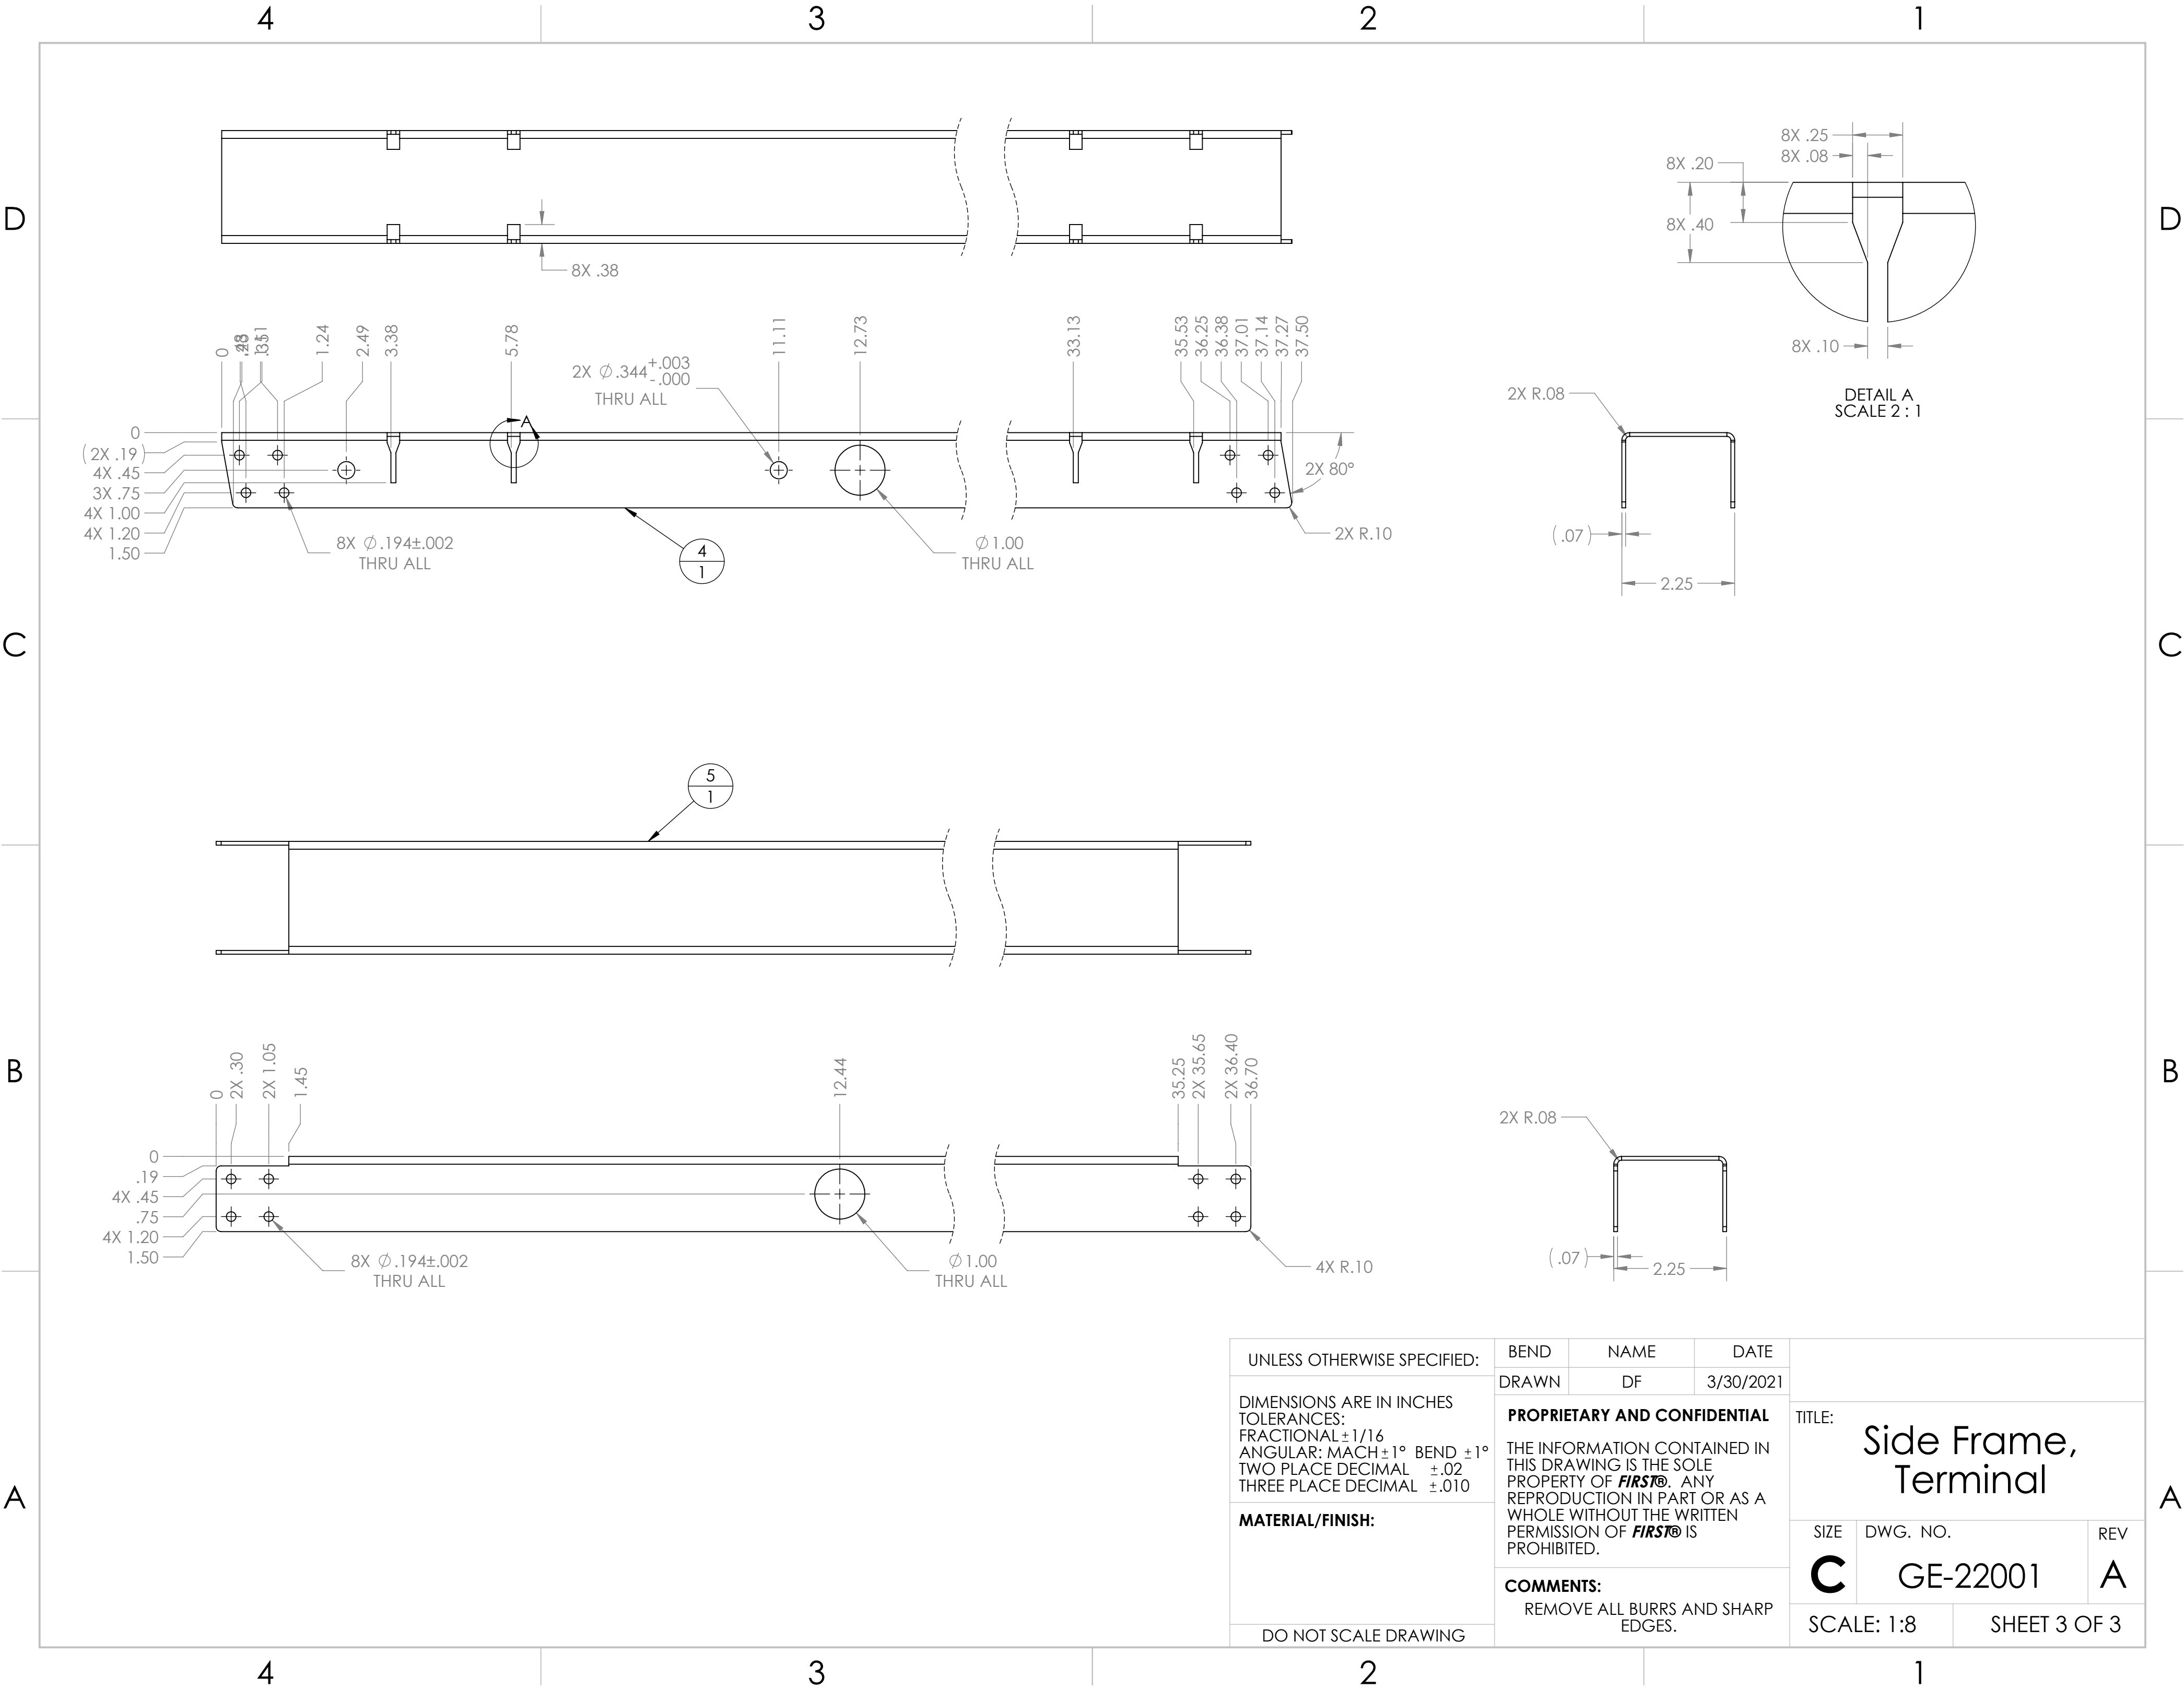 4
3
2
1
D
D
C
C
B
B
A
A
8X .38
8X .25
8X .08
8X .20
8X .40
8X .10
DETAIL A
SCALE 2 : 1
0
1.24
2.49
3.38
5.78
11.11
12.73
33.13
35.53
36.25
36.38
37.01
37.14
37.27
37.50
2X ∅ .344 +.003 -.000
THRU ALL
A
0
( 2X .19 )
4X .45
3X .75
4X 1.00
4X 1.20
1.50
8X ∅ .194±.002
THRU ALL
4
1
∅ 1.00
THRU ALL
2X 80°
2X R.10
2X R.08
( .07 )
2.25
5
1
0
2X .30
2X 1.05
1.45
12.44
35.25
2X 35.65
2X 36.40
36.70
0
.19
4X .45
.75
4X 1.20
1.50
8X ∅ .194±.002
THRU ALL
∅ 1.00
THRU ALL
4X R.10
2X R.08
( .07 )
2.25
UNLESS OTHERWISE SPECIFIED:
DIMENSIONS ARE IN INCHES
TOLERANCES:
FRACTIONAL ± 1/16
ANGULAR: MACH ± 1° BEND ± 1°
TWO PLACE DECIMAL ± .02
THREE PLACE DECIMAL ± .010
MATERIAL/FINISH:
DO NOT SCALE DRAWING
BEND NAME DATE
DRAWN DF 3/30/2021
PROPRIETARY AND CONFIDENTIAL
THE INFORMATION CONTAINED IN
THIS DRAWING IS THE SOLE
PROPERTY OF FIRST®. ANY
REPRODUCTION IN PART OR AS A
WHOLE WITHOUT THE WRITTEN
PERMISSION OF FIRST® IS
PROHIBITED.
COMMENTS:
REMOVE ALL BURRS AND SHARP
EDGES.
TITLE:
Side Frame,
Terminal
SIZE DWG. NO. REV
C GE-22001 A
SCALE: 1:8 SHEET 3 OF 3
4
3
2
1